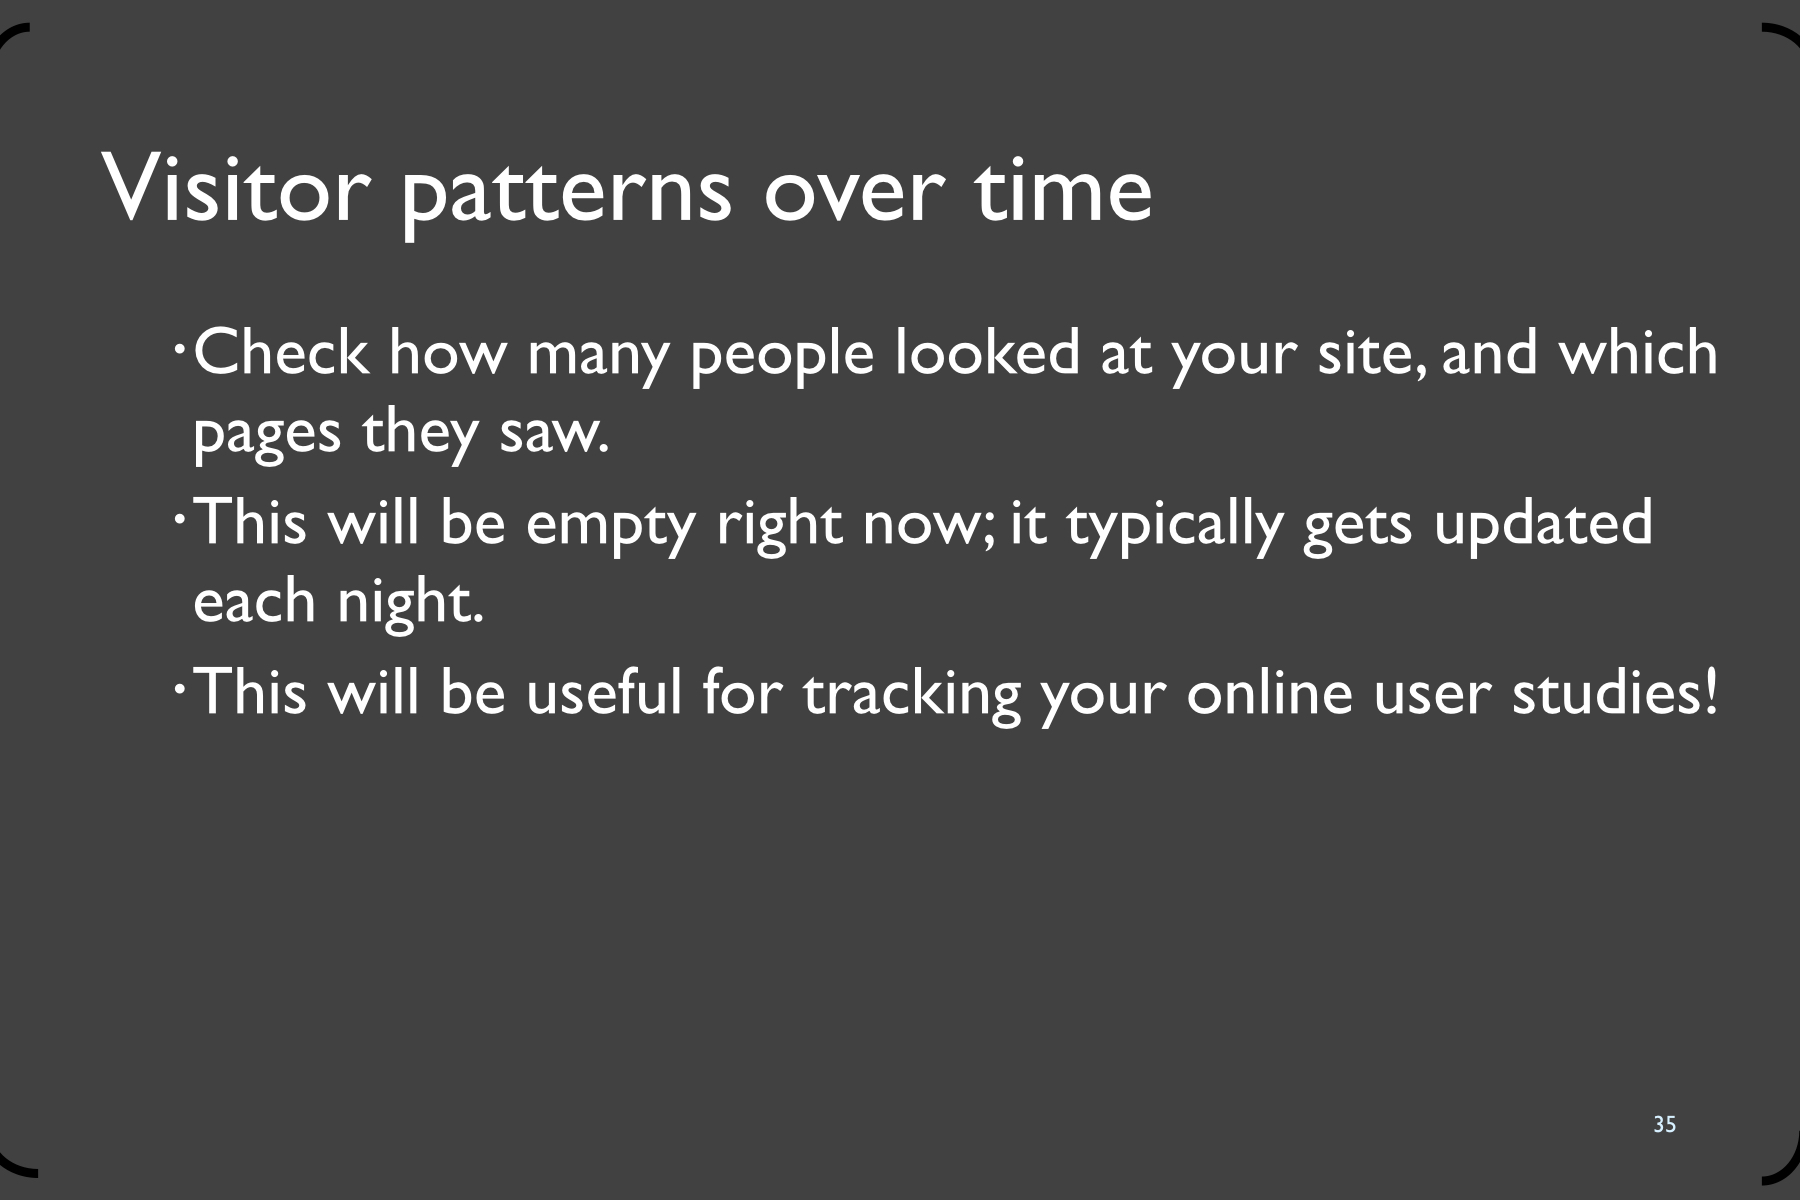 Visitor patterns over time
· Check how many people looked at your site, and which
pages they saw.
· This will be empty right now; it typically gets updated
each night.
· This will be useful for tracking your online user studies!
35